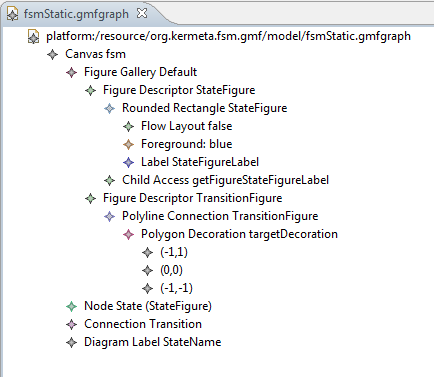 fsmStatic.gmfgraph
platform:/resource/org.kermeta.fsm.gmf/model/fsmStatic.gmfgraph
Canvas fsm
Figure Gallery Default
Figure Descriptor StateFigure
Rounded Rectangle StateFigure
Flow Layout false
Foreground: blue
Label StateFigureLabel
Child Access getFigureStateFigureLabel
Figure Descriptor TransitionFigure
Polyline Connection TransitionFigure
Polygon Decoration targetDecoration
(-1,1)
(0,0)
(-1,-1)
Node State (StateFigure)
Connection Transition
Diagram Label StateName